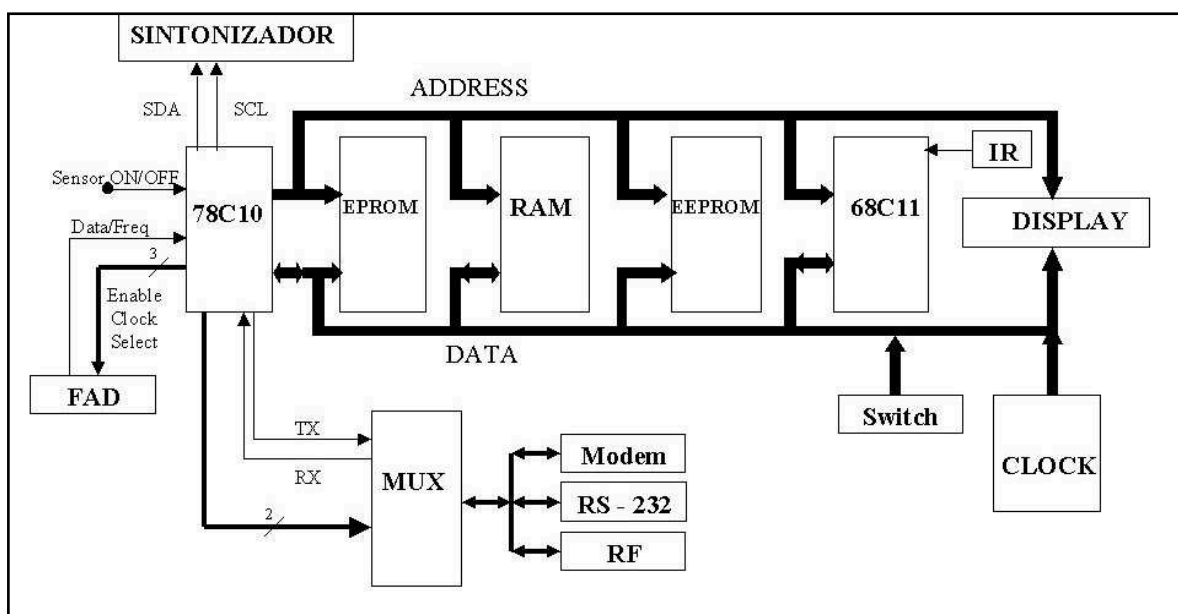 SINTONIZADOR
SDA
SCL
ADDRESS
Sensor ON/OFF
78C10
EPROM
RAM
EEPROM
68C11
IR
DISPLAY
Data/Freq
3
Enable
Clock
Select
DATA
FAD
TX
RX
2
MUX
Modem
RS - 232
RF
Switch
CLOCK